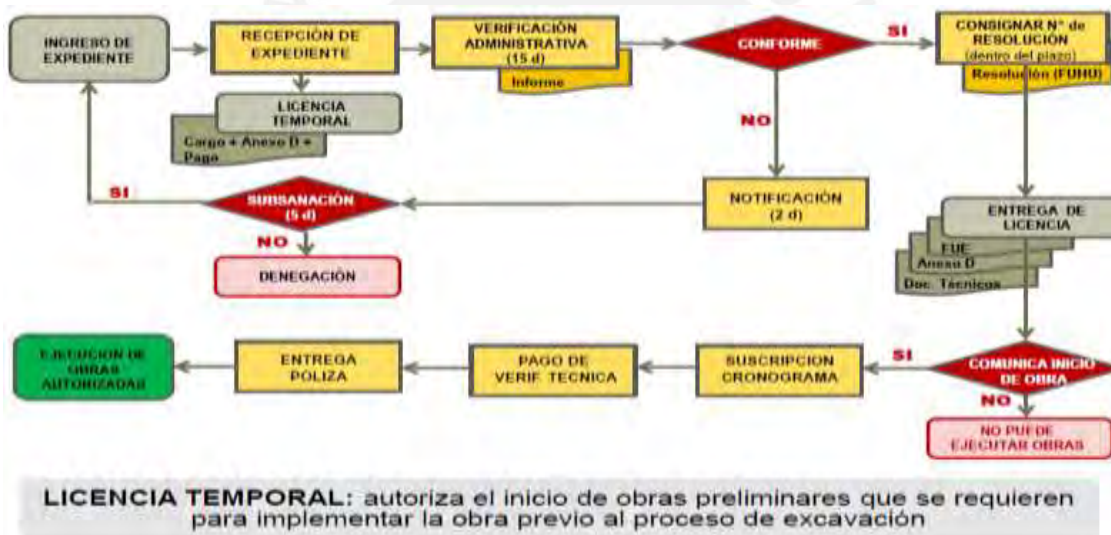 INGRESO DE
EXPEDIENTE
RECEPCIÓN DE
EXPEDIENTE
VERIFICACIÓN
ADMINISTRATIVA
(15 d)
Informe
CONFORME
SI
CONSIGNAR N° de
RESOLUCIÓN
(dentro del plazo)
Resolución (FUHU)
LICENCIA
TEMPORAL
Cargo + Anexo D +
Pago
NO
SI
SUBSANACIÓN
(5 d)
NOTIFICACIÓN
(2 d)
ENTREGA DE
LICENCIA
FUE
Anexo D
Doc. Técnicos
NO
DENEGACIÓN
EJECUCIÓN DE
OBRAS
AUTORIZADAS
ENTREGA
POLIZA
PAGO DE
VERIF TECNICA
SUSCRIPCION
CRONOGRAMA
SI
COMUNICA INICIO
DE OBRA
NO
NO PUEDE
EJECUTAR OBRAS
LICENCIA TEMPORAL: autoriza el inicio de obras preliminares que se requieren
para implementar la obra previo al proceso de excavación